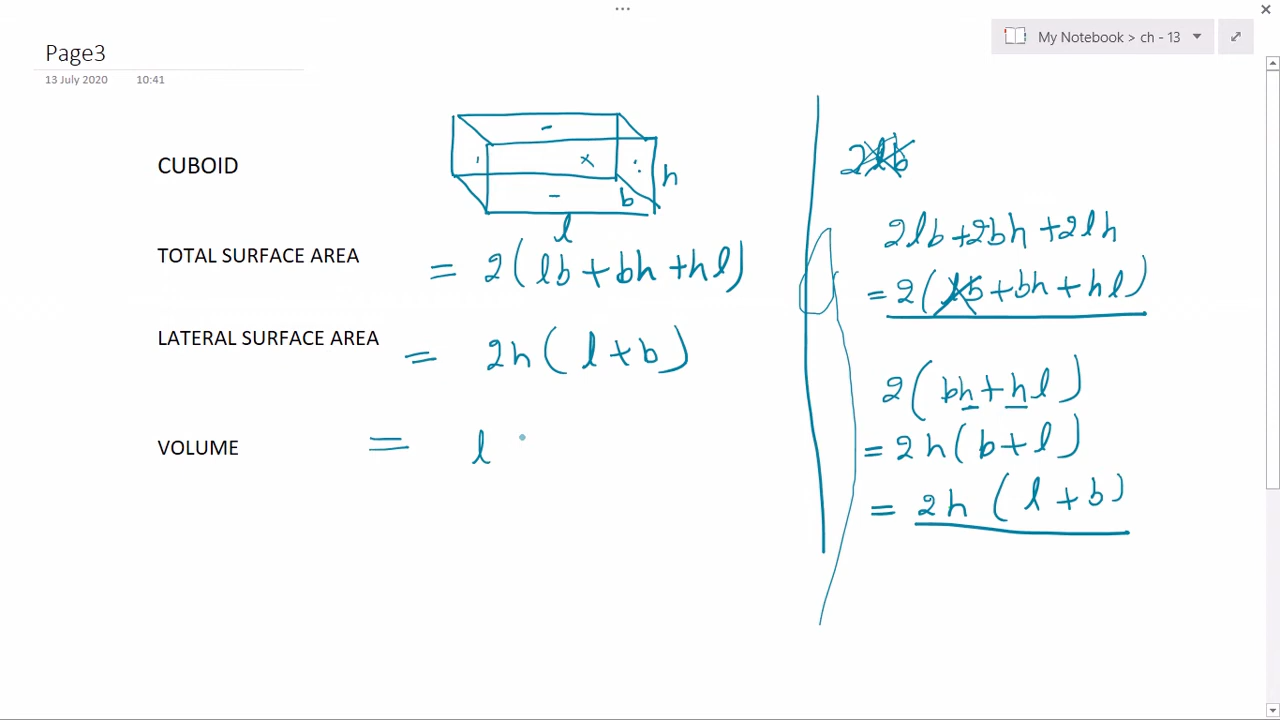 ...
My Notebook > ch - 13
Page3
13 July 2020 10:41
CUBOID
h
b
l
TOTAL SURFACE AREA = 2(lb+bh+hl)
LATERAL SURFACE AREA = 2h(l+b)
VOLUME = l
2lb
2lb+2bh+2lh
=2(lb+bh+hl)
2(bh+hl)
=2h(b+l)
=2h(l+b)